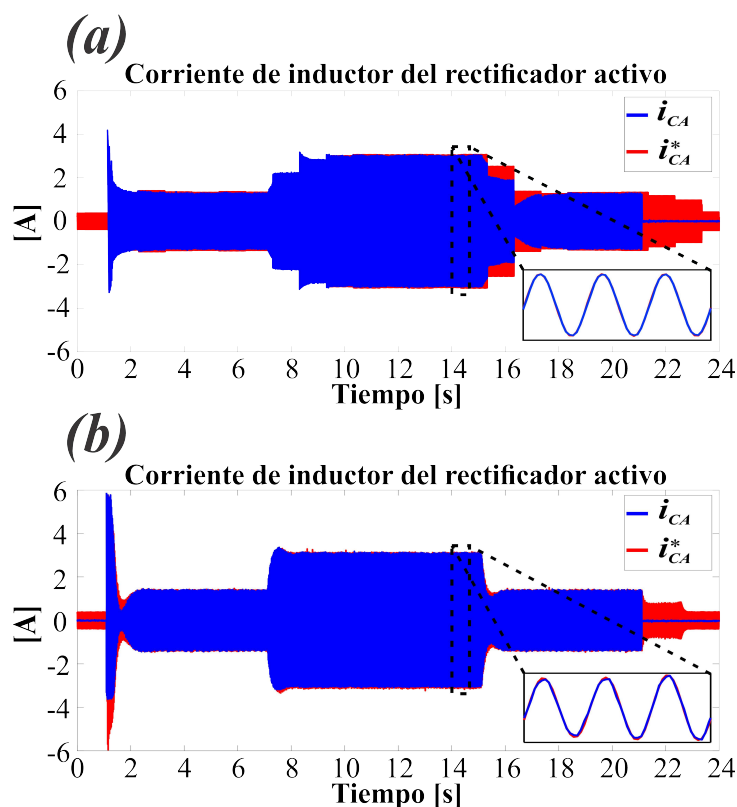 (a)
Corriente de inductor del rectificador activo
6
4
2
0
-2
-4
-6
[A]
i_CA
i*_CA
0 2 4 6 8 10 12 14 16 18 20 22 24
Tiempo [s]
(b)
Corriente de inductor del rectificador activo
6
4
2
0
-2
-4
-6
[A]
i_CA
i*_CA
0 2 4 6 8 10 12 14 16 18 20 22 24
Tiempo [s]